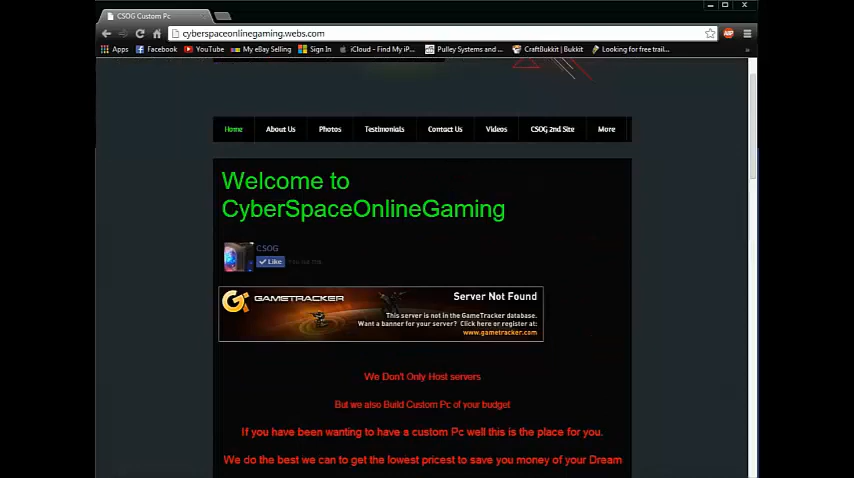 CSOG Custom Pc
cyberspaceonlinegaming.webs.com
Apps Facebook YouTube My eBay Selling Sign In iCloud - Find My iP... Pulley Systems and ... CraftBukkit | Bukkit Looking for free trail...
Home About Us Photos Testimonials Contact Us Videos CSOG 2nd Site More
Welcome to
CyberSpaceOnlineGaming
CSOG
Like You like this.
GAMETRACKER Server Not Found
This server is not in the GameTracker database.
Want a banner for your server? Click here or register at:
www.gametracker.com
We Don't Only Host servers
But we also Build Custom Pc of your budget
If you have been wanting to have a custom Pc well this is the place for you.
We do the best we can to get the lowest pricest to save you money of your Dream